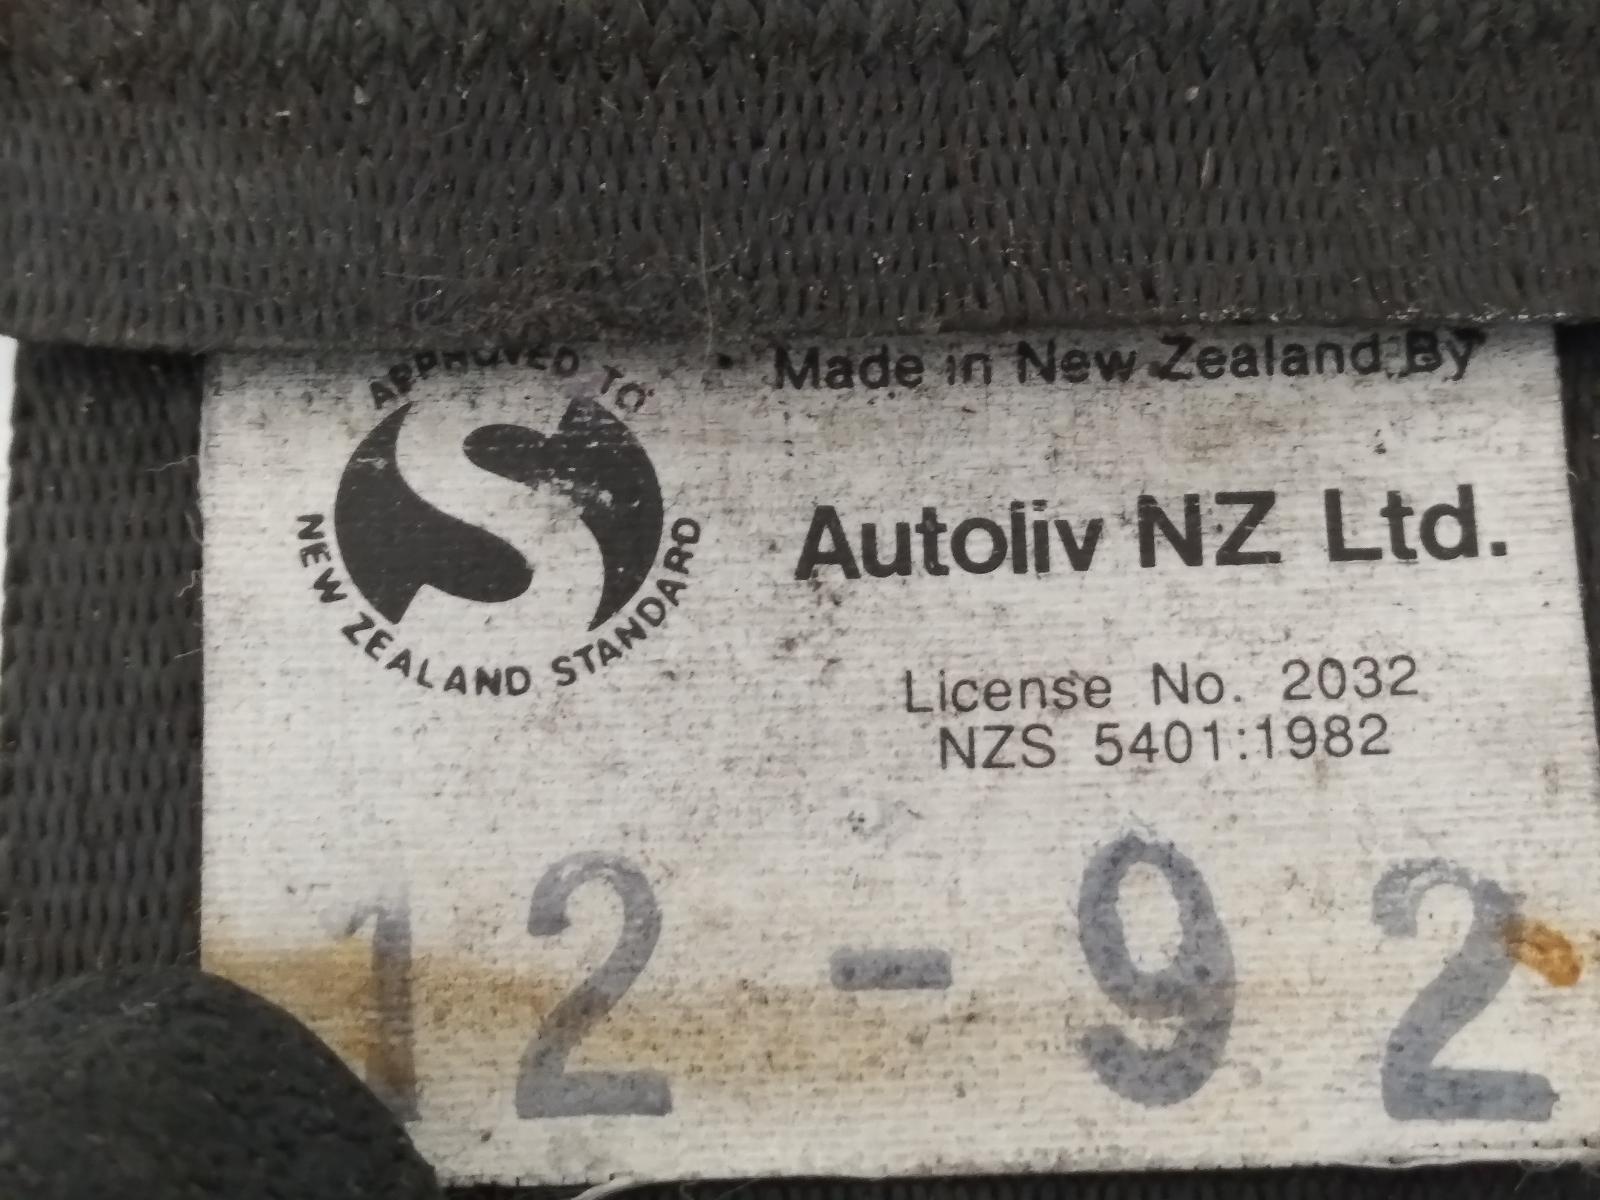 APPROVED TO
NEW ZEALAND STANDARD
S
Made in New Zealand By
Autoliv NZ Ltd.
License No. 2032
NZS 5401:1982
12-92